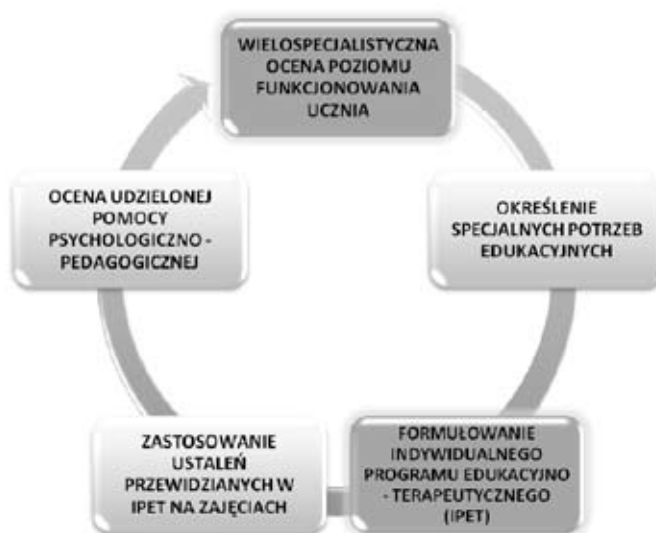 WIELOSPECJALISTYCZNA
OCENA POZIOMU
FUNKCJONOWANIA
UCZNIA
OKREŚLENIE
SPECJALNYCH POTRZEB
EDUKACYJNYCH
FORMUŁOWANIE
INDYWIDUALNEGO
PROGRAMU EDUKACYJNO
- TERAPEUTYCZNEGO
(IPET)
ZASTOSOWANIE
USTALEŃ
PRZEWIDZIANYCH W
IPET NA ZAJĘCIACH
OCENA UDZIELONEJ
POMOCY
PSYCHOLOGICZNO -
PEDAGOGICZNEJ